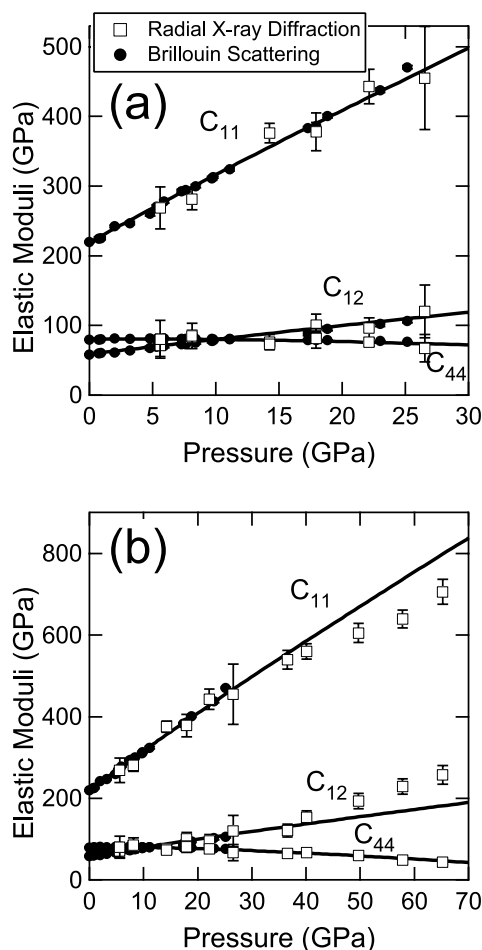 Radial X-ray Diffraction
Brillouin Scattering
(a)
500
400
300
200
100
0
Elastic Moduli (GPa)
C11
C12
C44
0 5 10 15 20 25 30
Pressure (GPa)
(b)
800
600
400
200
0
Elastic Moduli (GPa)
C11
C12
C44
0 10 20 30 40 50 60 70
Pressure (GPa)